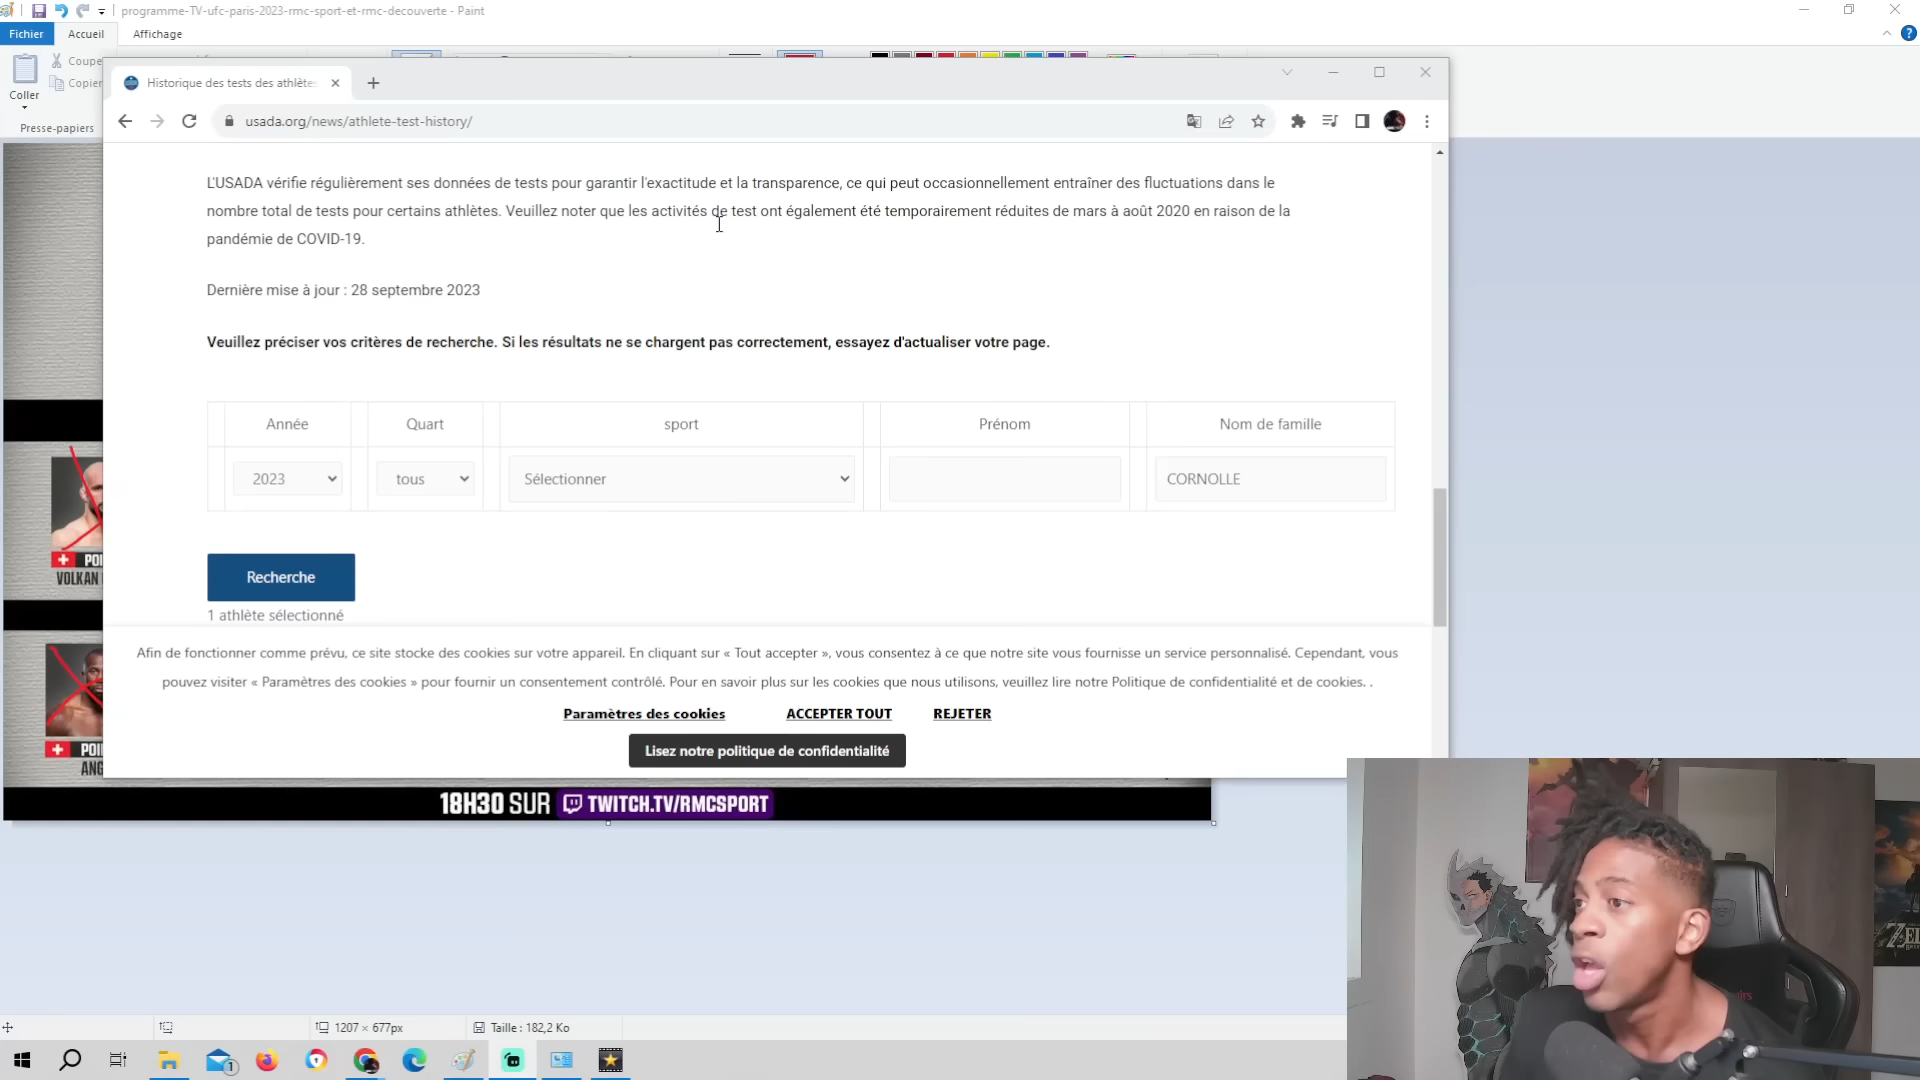 programme-TV-ufc-paris-2023-rmc-sport-et-rmc-decouverte - Paint
Fichier
Accueil
Affichage
Coller
Coupe
Copier
Presse-papiers
Historique des tests des athlète
usada.org/news/athlete-test-history/
L'USADA vérifie régulièrement ses données de tests pour garantir l'exactitude et la transparence, ce qui peut occasionnellement entraîner des fluctuations dans le
nombre total de tests pour certains athlètes. Veuillez noter que les activités de test ont également été temporairement réduites de mars à août 2020 en raison de la
pandémie de COVID-19.
Dernière mise à jour : 28 septembre 2023
Veuillez préciser vos critères de recherche. Si les résultats ne se chargent pas correctement, essayez d'actualiser votre page.
Année Quart sport Prénom Nom de famille
2023 tous Sélectionner CORNOLLE
Recherche
1 athlète sélectionné
Afin de fonctionner comme prévu, ce site stocke des cookies sur votre appareil. En cliquant sur « Tout accepter », vous consentez à ce que notre site vous fournisse un service personnalisé. Cependant, vous
pouvez visiter « Paramètres des cookies » pour fournir un consentement contrôlé. Pour en savoir plus sur les cookies que nous utilisons, veuillez lire notre Politique de confidentialité et de cookies. .
Paramètres des cookies ACCEPTER TOUT REJETER
Lisez notre politique de confidentialité
POI
VOLKAN
POI
ANG
18H30 SUR TWITCH.TV/RMCSPORT
ZEL
1207 × 677px
Taille : 182,2 Ko
1